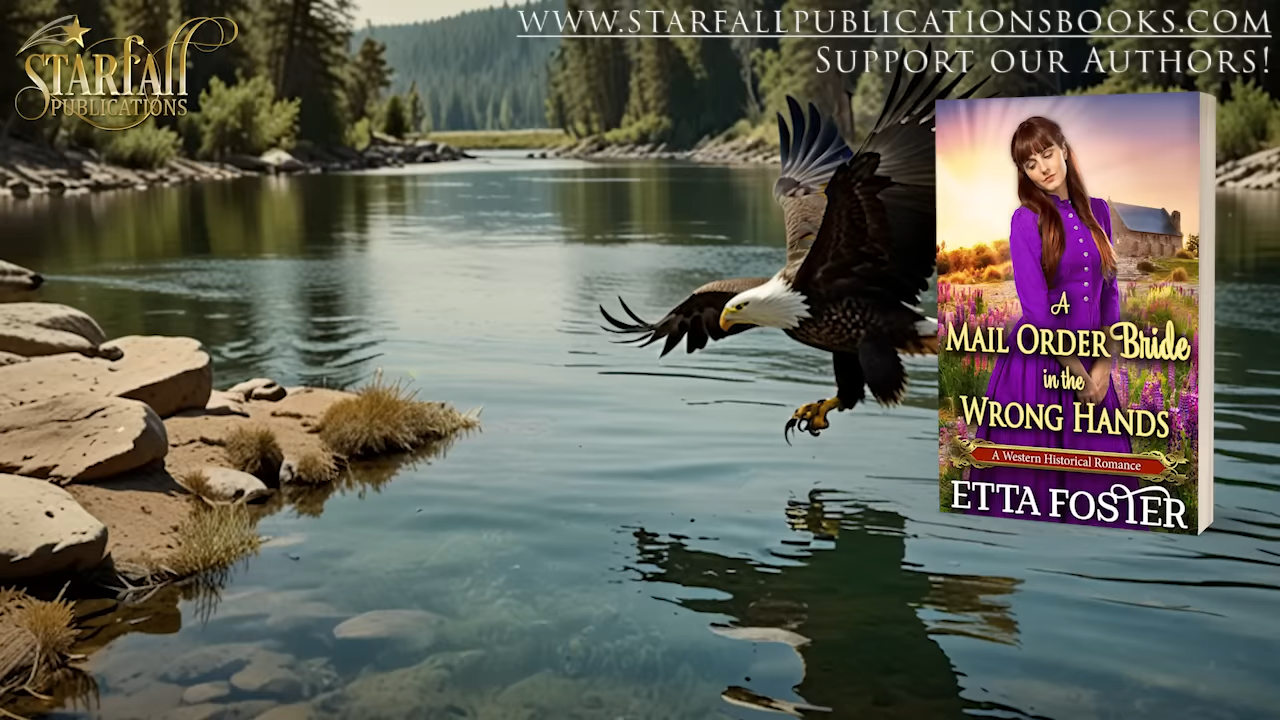 STARfall
PUBLICATIONS
WWW.STARFALLPUBLICATIONSBOOKS.COM
SUPPORT OUR AUTHORS!
A
MAIL ORDER Bride
in the
WRONG HANDS
A Western Historical Romance
ETTA FOSTER